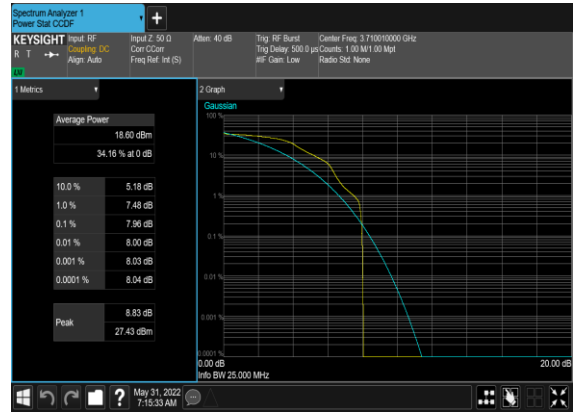 Spectrum Analyzer 1
Power Stat CCDF
KEYSIGHT
R T
LW
Input: RF
Coupling: DC
Align: Auto
Input Z: 50 Ω
Corr CCorr
Freq Ref: Int (S)
Atten: 40 dB
Trig: RF Burst
Trig Delay: 500.0 µs
#IF Gain: Low
Center Freq: 3.710010000 GHz
Counts: 1.00 M/1.00 Mpt
Radio Std: None
1 Metrics
Average Power
18.60 dBm
34.16 % at 0 dB
10.0 % 5.18 dB
1.0 % 7.48 dB
0.1 % 7.96 dB
0.01 % 8.00 dB
0.001 % 8.03 dB
0.0001 % 8.04 dB
Peak
8.83 dB
27.43 dBm
2 Graph
Gaussian
100 %
10 %
1 %
0.1 %
0.01 %
0.001 %
0.0001 %
0.00 dB
20.00 dB
Info BW 25.000 MHz
?
May 31, 2022
7:15:33 AM